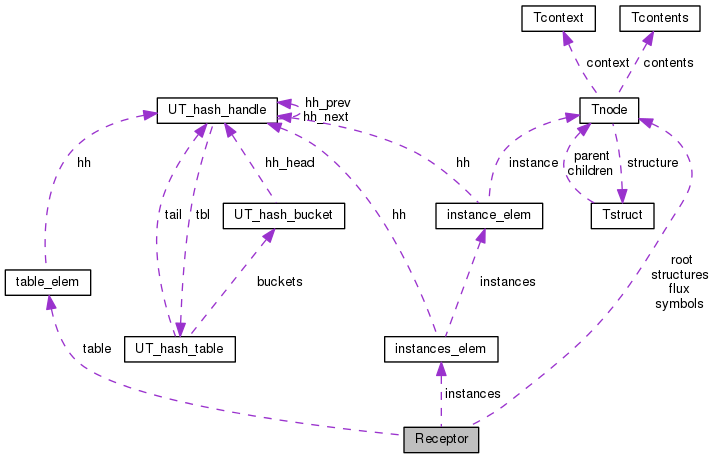 Tcontext
Tcontents
context
contents
UT_hash_handle
hh_prev
hh_next
Tnode
hh
hh_head
hh
instance
parent
children
structure
tail
tbl
hh
UT_hash_bucket
instance_elem
Tstruct
table_elem
buckets
instances
root
structures
flux
symbols
UT_hash_table
instances_elem
table
instances
Receptor